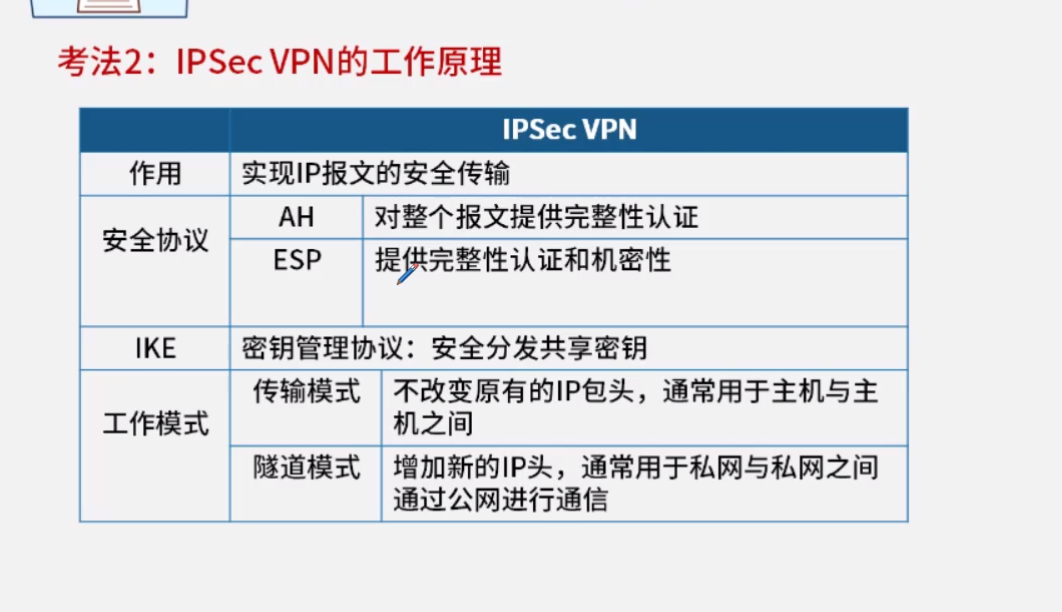 考法2：IPSec VPN的工作原理
IPSec VPN
作用
实现IP报文的安全传输
安全协议
AH
对整个报文提供完整性认证
ESP
提供完整性认证和机密性
IKE
密钥管理协议：安全分发共享密钥
工作模式
传输模式
不改变原有的IP包头，通常用于主机与主
机之间
隧道模式
增加新的IP头，通常用于私网与私网之间
通过公网进行通信